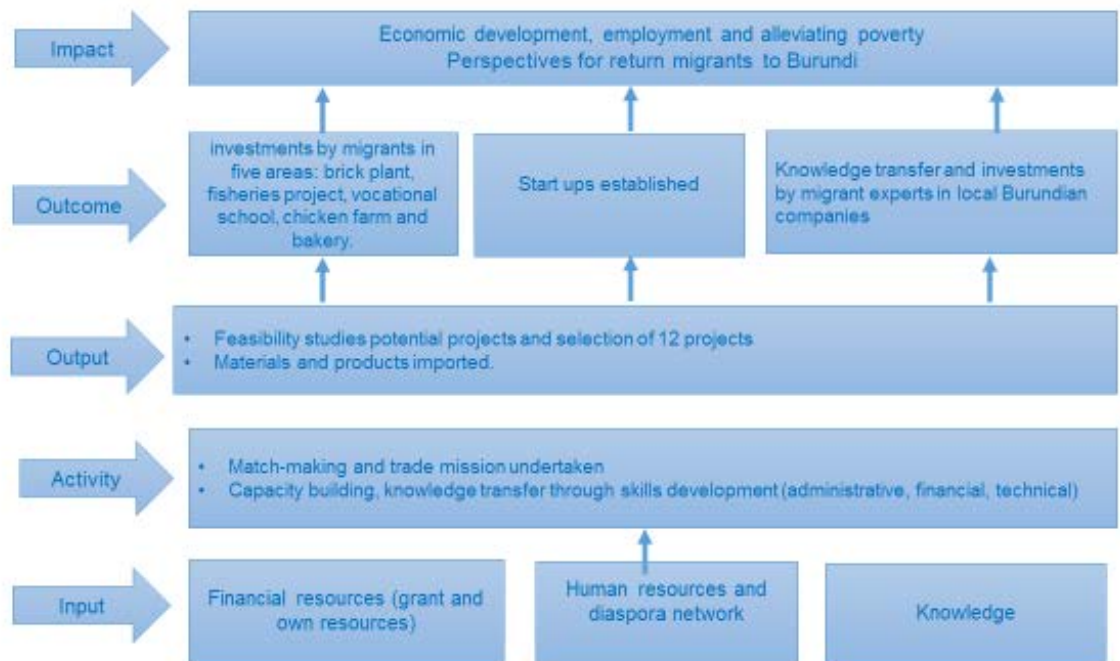 Impact
Economic development, employment and alleviating poverty
Perspectives for return migrants to Burundi
Outcome
investments by migrants in
five areas: brick plant,
fisheries project, vocational
school, chicken farm and
bakery.
Start ups established
Knowledge transfer and investments
by migrant experts in local Burundian
companies
Output
• Feasibility studies potential projects and selection of 12 projects
• Materials and products imported.
Activity
• Match-making and trade mission undertaken
• Capacity building, knowledge transfer through skills development (administrative, financial, technical)
Input
Financial resources (grant and
own resources)
Human resources and
diaspora network
Knowledge